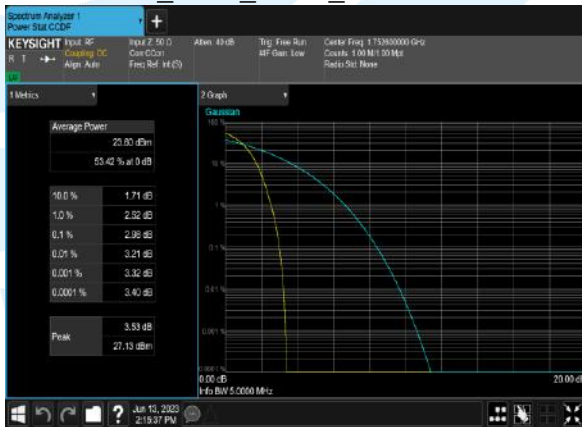 Spectrum Analyzer 1
Power Stat CCDF
KEYSIGHT
R T
Input: RF
Coupling: DC
Align: Auto
Input Z: 50 Ω
Corr CCorr
Freq Ref: Int (S)
Atten: 40 dB
Trig: Free Run
#IF Gain: Low
Center Freq: 1.752600000 GHz
Counts: 1.00 M/1.00 Mpt
Radio Std: None
1 Metrics
2 Graph
Average Power
23.60 dBm
53.42 % at 0 dB
10.0 % 1.71 dB
1.0 % 2.62 dB
0.1 % 2.98 dB
0.01 % 3.21 dB
0.001 % 3.32 dB
0.0001 % 3.40 dB
Peak
3.53 dB
27.13 dBm
Gaussian
100 %
10 %
1 %
0.1 %
0.01 %
0.001 %
0.0001 %
0.00 dB
20.00 dB
Info BW 5.0000 MHz
?
Jun 13, 2023
2:15:37 PM